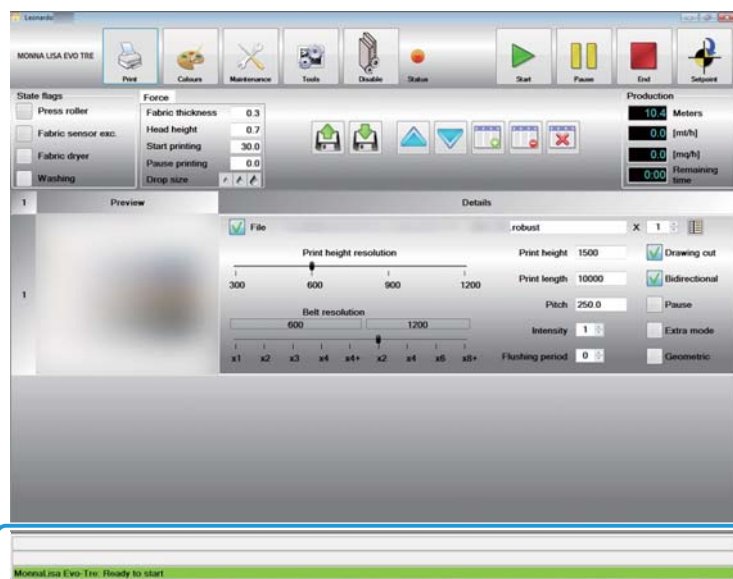 Leonardo
MONNA LISA EVO TRE
Print Colours Maintenance Tools Disable Status Start Pause End Setpoint
State flags
Press roller
Fabric sensor exc.
Fabric dryer
Washing
Force
Fabric thickness 0.3
Head height 0.7
Start printing 30.0
Pause printing 0.0
Drop size
Production
10.4 Meters
0.0 [mt/h]
0.0 [mq/h]
0:00 Remaining time
1 Preview Details
1
File .robust X 1
Print height resolution
300 600 900 1200
Belt resolution
600 1200
x1 x2 x3 x4 x4+ x2 x4 x6 x8+
Print height 1500
Print length 10000
Pitch 250.0
Intensity 1
Flushing period 0
Drawing cut
Bidirectional
Pause
Extra mode
Geometric
MonnaLisa Evo-Tre: Ready to start